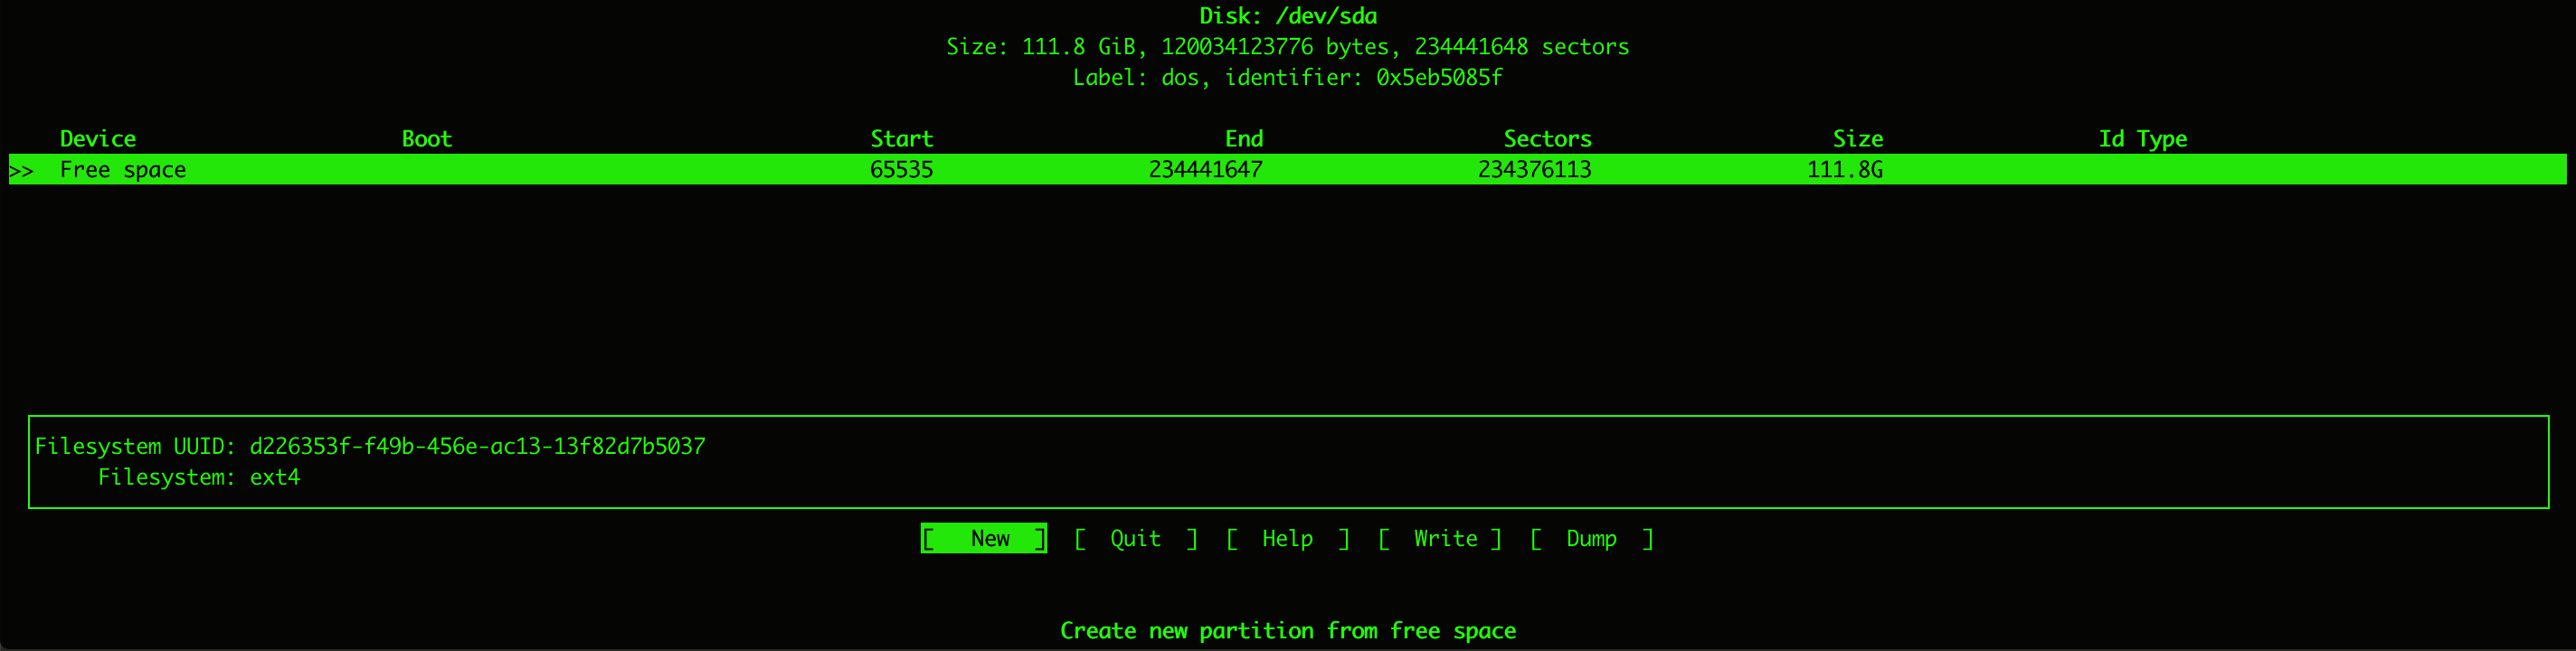 Disk: /dev/sda
Size: 111.8 GiB, 120034123776 bytes, 234441648 sectors
Label: dos, identifier: 0x5eb5085f
Device Boot Start End Sectors Size Id Type
>> Free space 65535 234441647 234376113 111.8G
Filesystem UUID: d226353f-f49b-456e-ac13-13f82d7b5037
Filesystem: ext4
[ New ] [ Quit ] [ Help ] [ Write ] [ Dump ]
Create new partition from free space